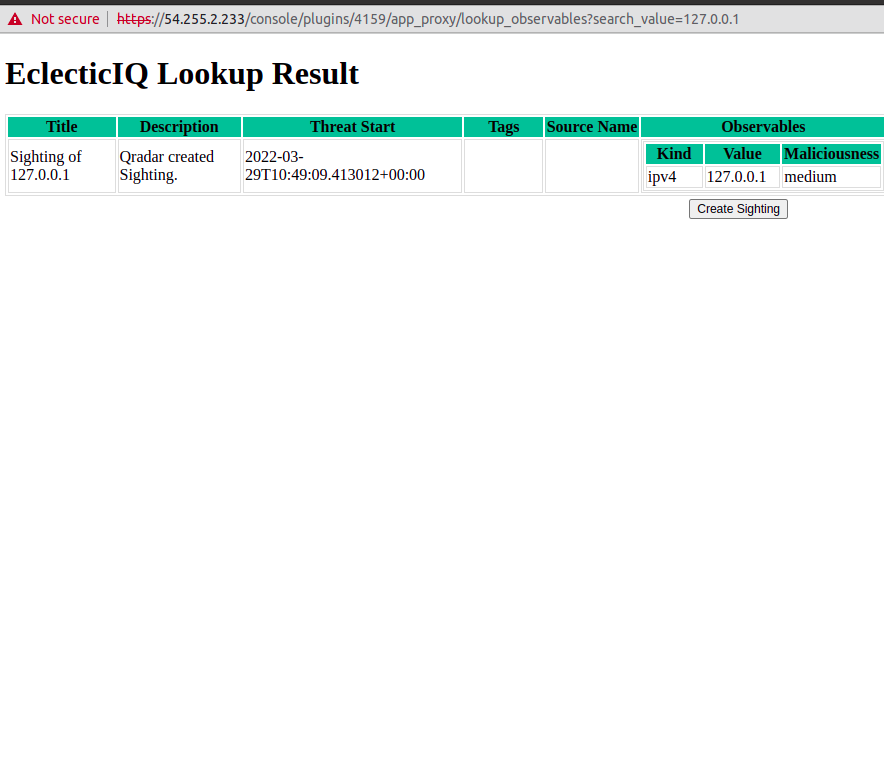 Not secure | https://54.255.2.233/console/plugins/4159/app_proxy/lookup_observables?search_value=127.0.0.1
EclecticIQ Lookup Result
Title Description Threat Start Tags Source Name Observables
Sighting of
127.0.0.1
Qradar created
Sighting.
2022-03-
29T10:49:09.413012+00:00
Kind Value Maliciousness
ipv4 127.0.0.1 medium
Create Sighting